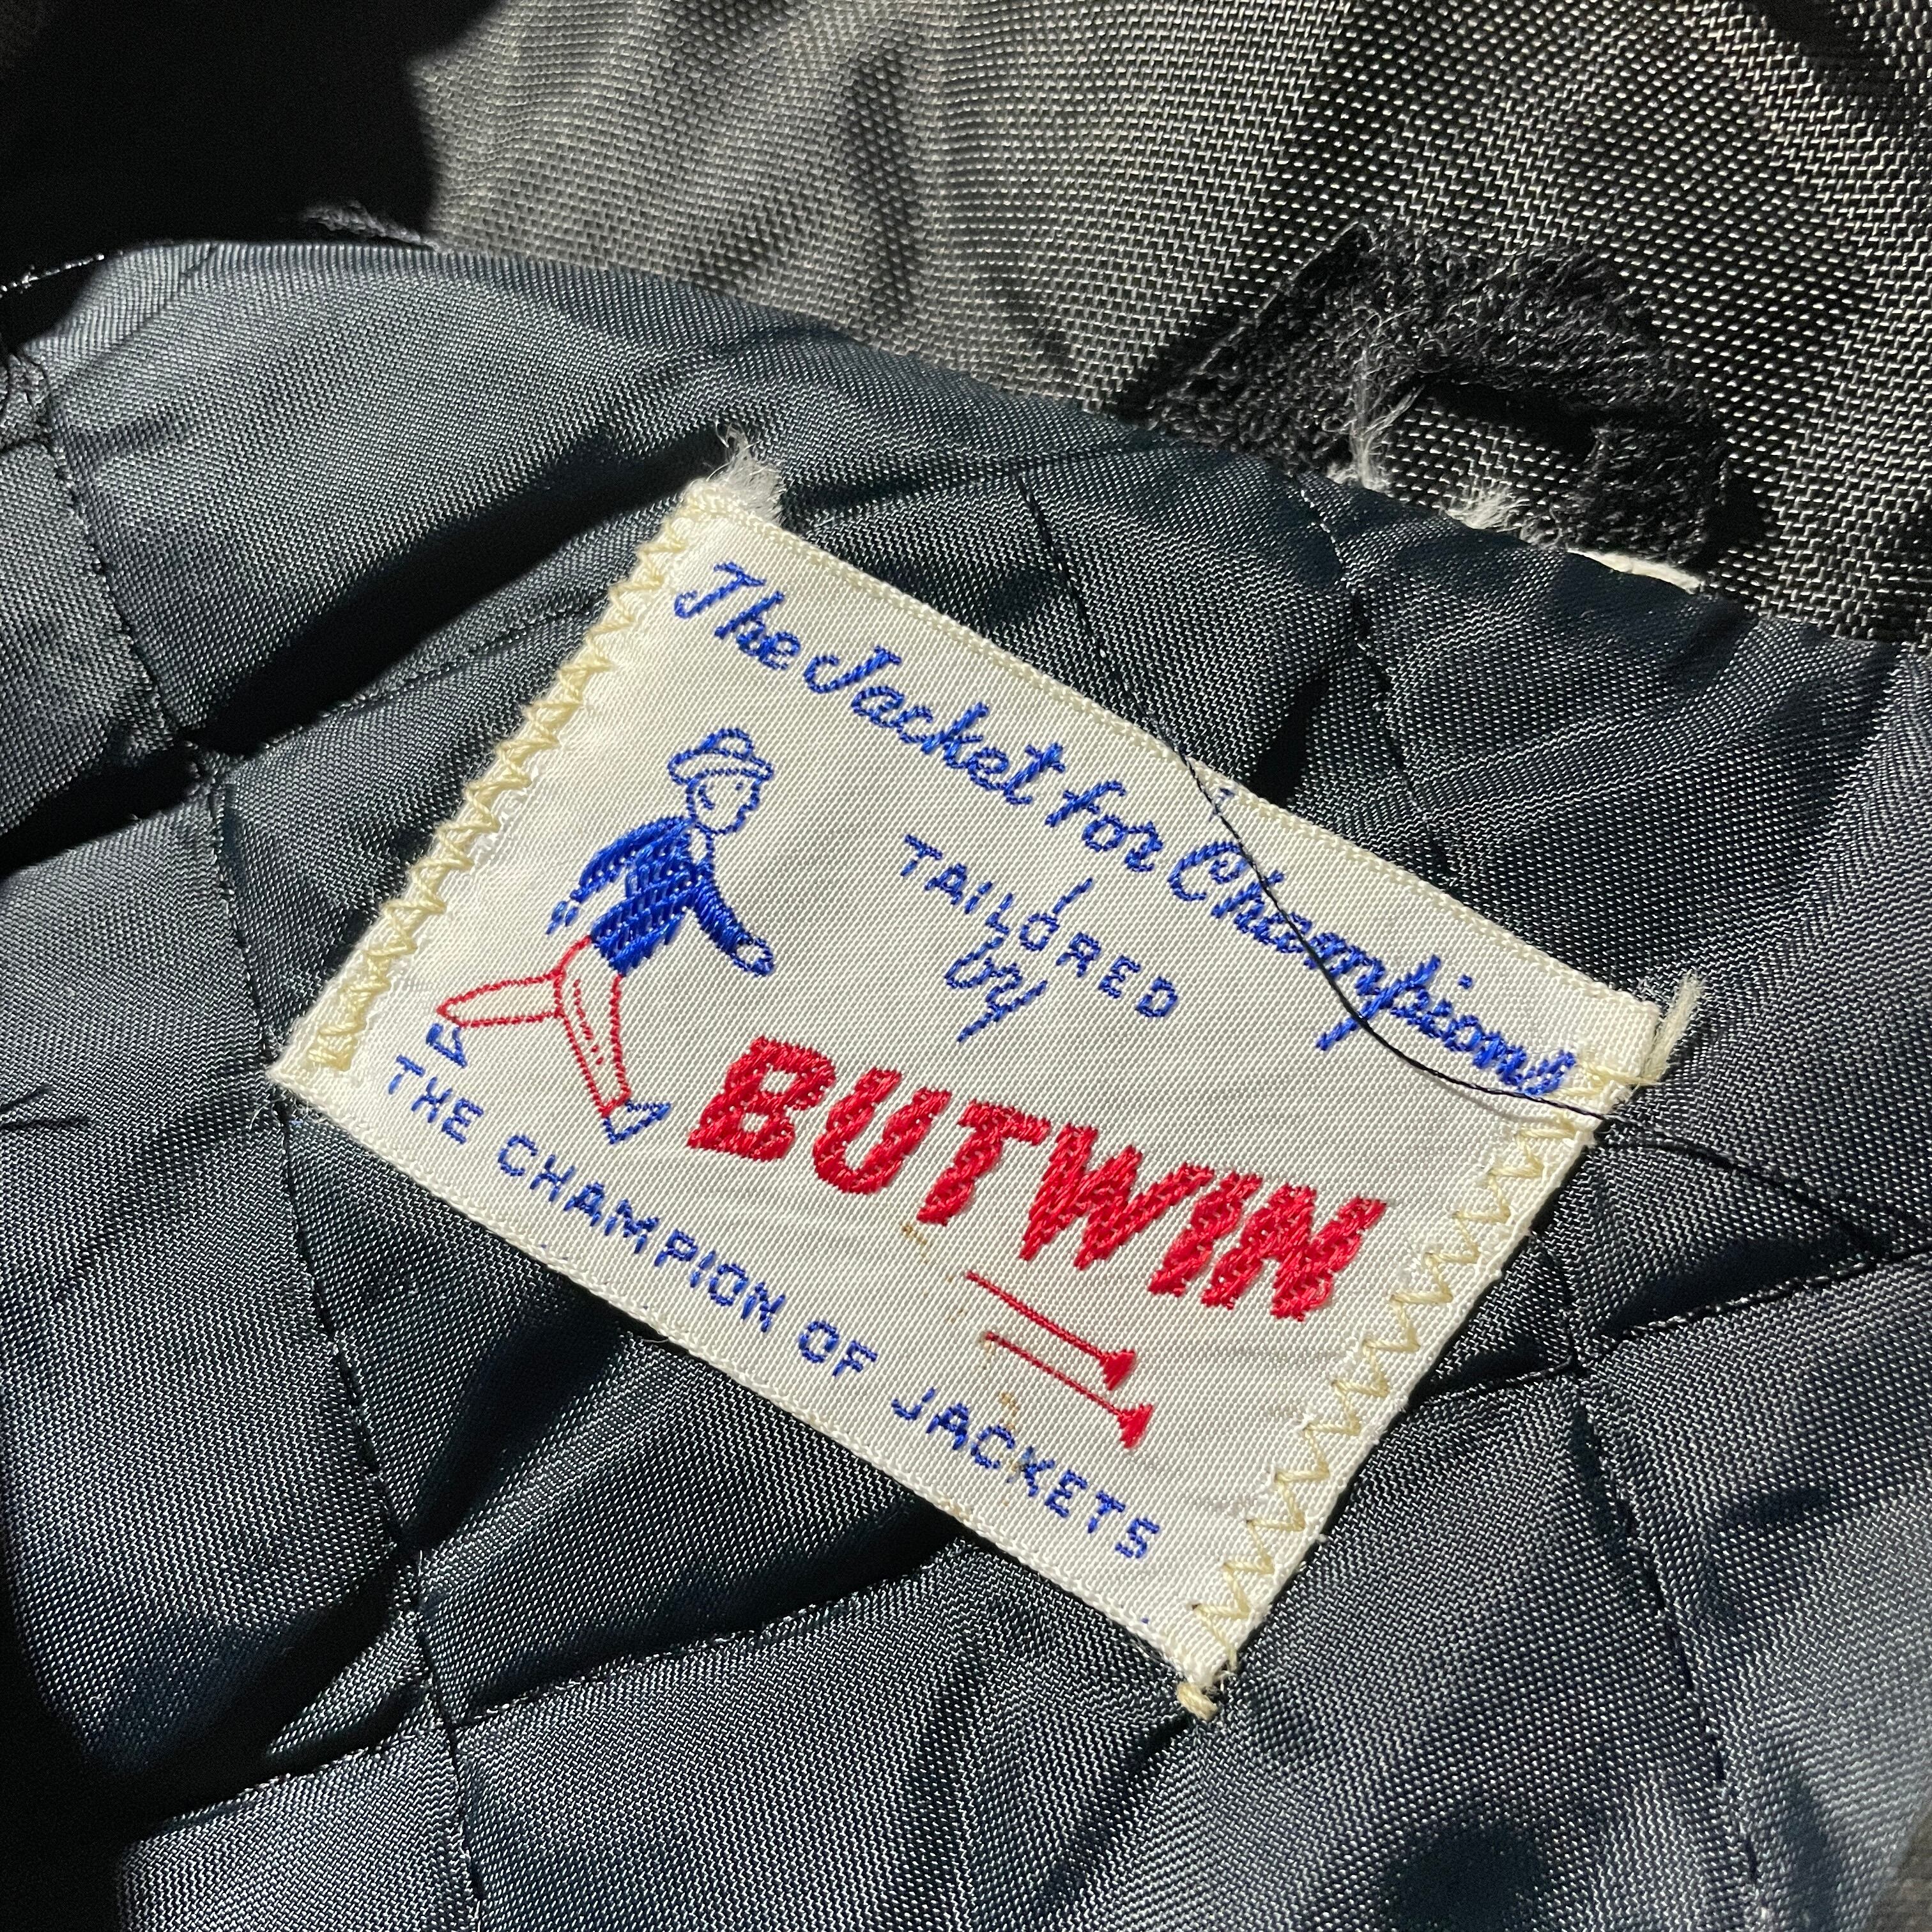 The Jacket for Champions
TAILORED
by
BUTWIN
THE CHAMPION OF JACKETS